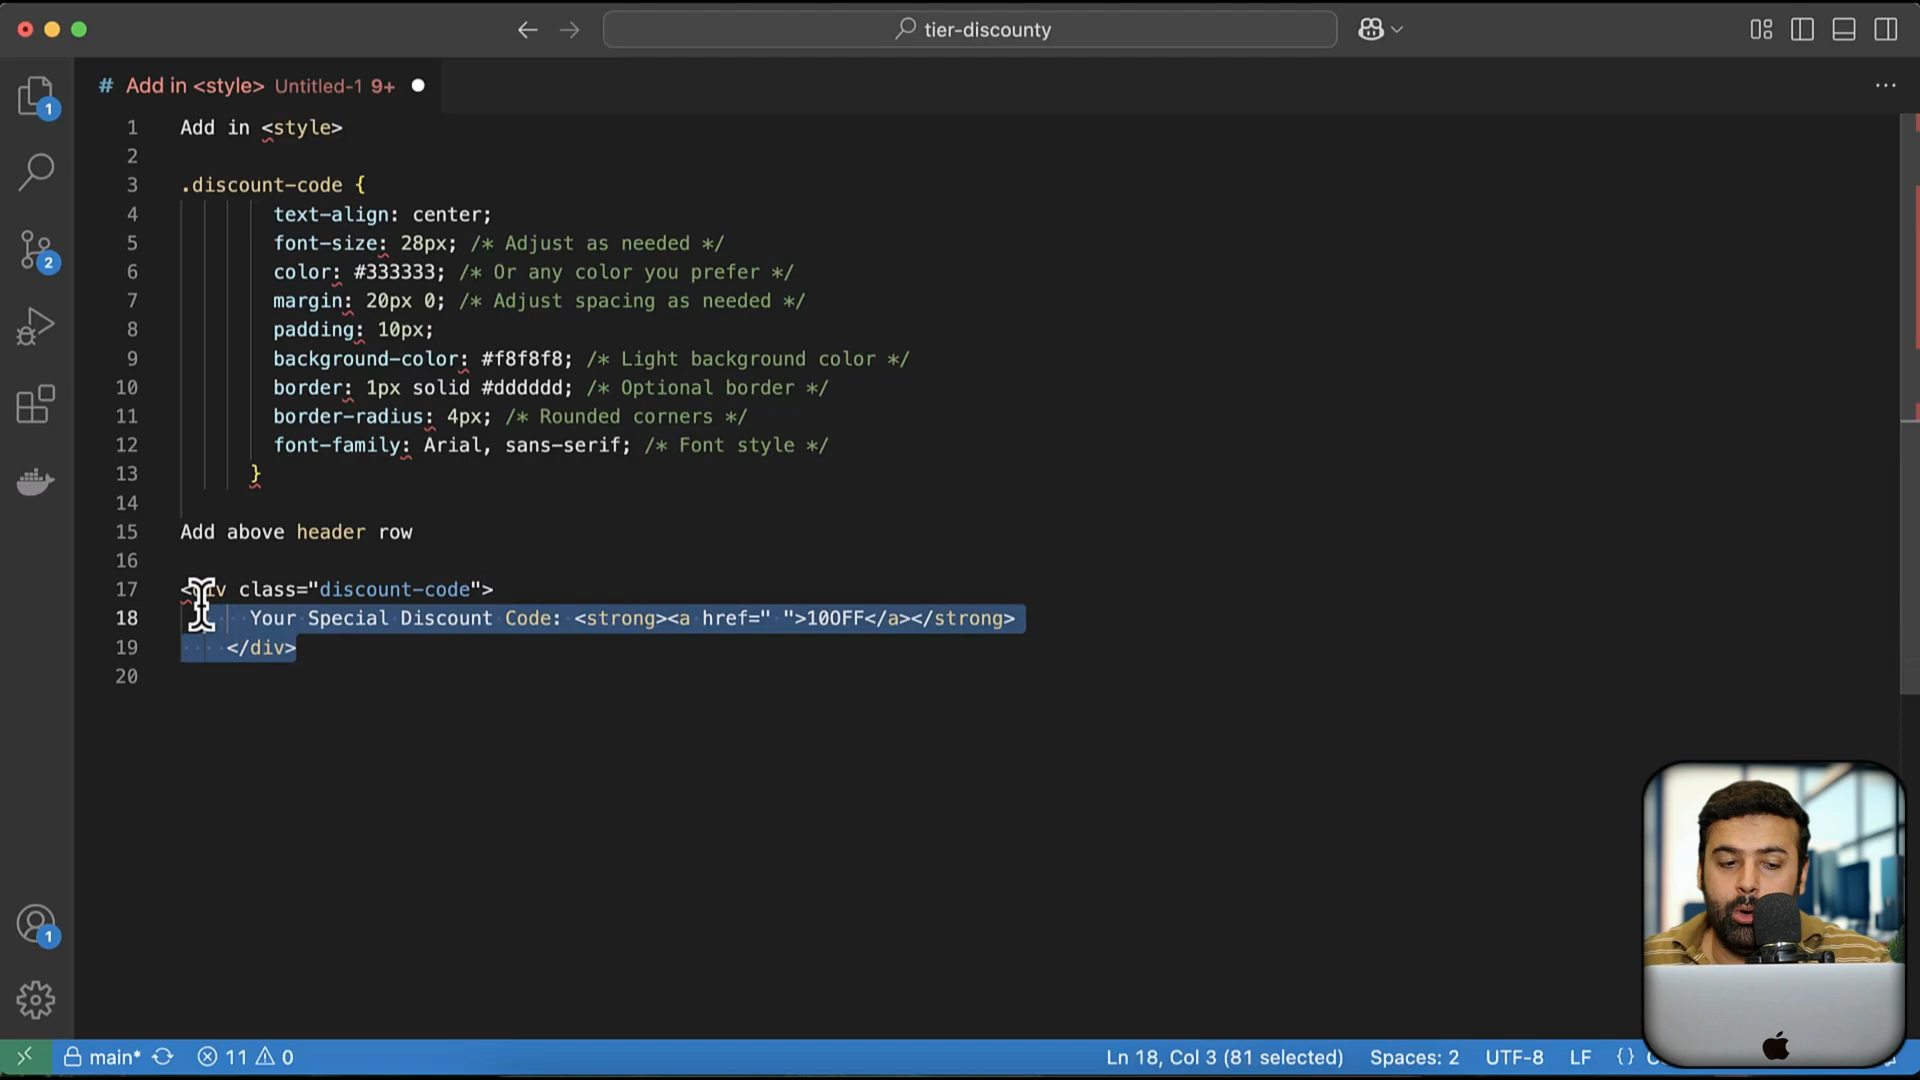 tier-discounty
# Add in <style> Untitled-1 9+
1 Add in <style>
2
3 .discount-code {
4 text-align: center;
5 font-size: 28px; /* Adjust as needed */
6 color: #333333; /* Or any color you prefer */
7 margin: 20px 0; /* Adjust spacing as needed */
8 padding: 10px;
9 background-color: #f8f8f8; /* Light background color */
10 border: 1px solid #dddddd; /* Optional border */
11 border-radius: 4px; /* Rounded corners */
12 font-family: Arial, sans-serif; /* Font style */
13 }
14
15 Add above header row
16
17 <div class="discount-code">
18 Your Special Discount Code: <strong><a href=" ">10OFF</a></strong>
19 </div>
20
1
2
1
main* 11 0 Ln 18, Col 3 (81 selected) Spaces: 2 UTF-8 LF {}